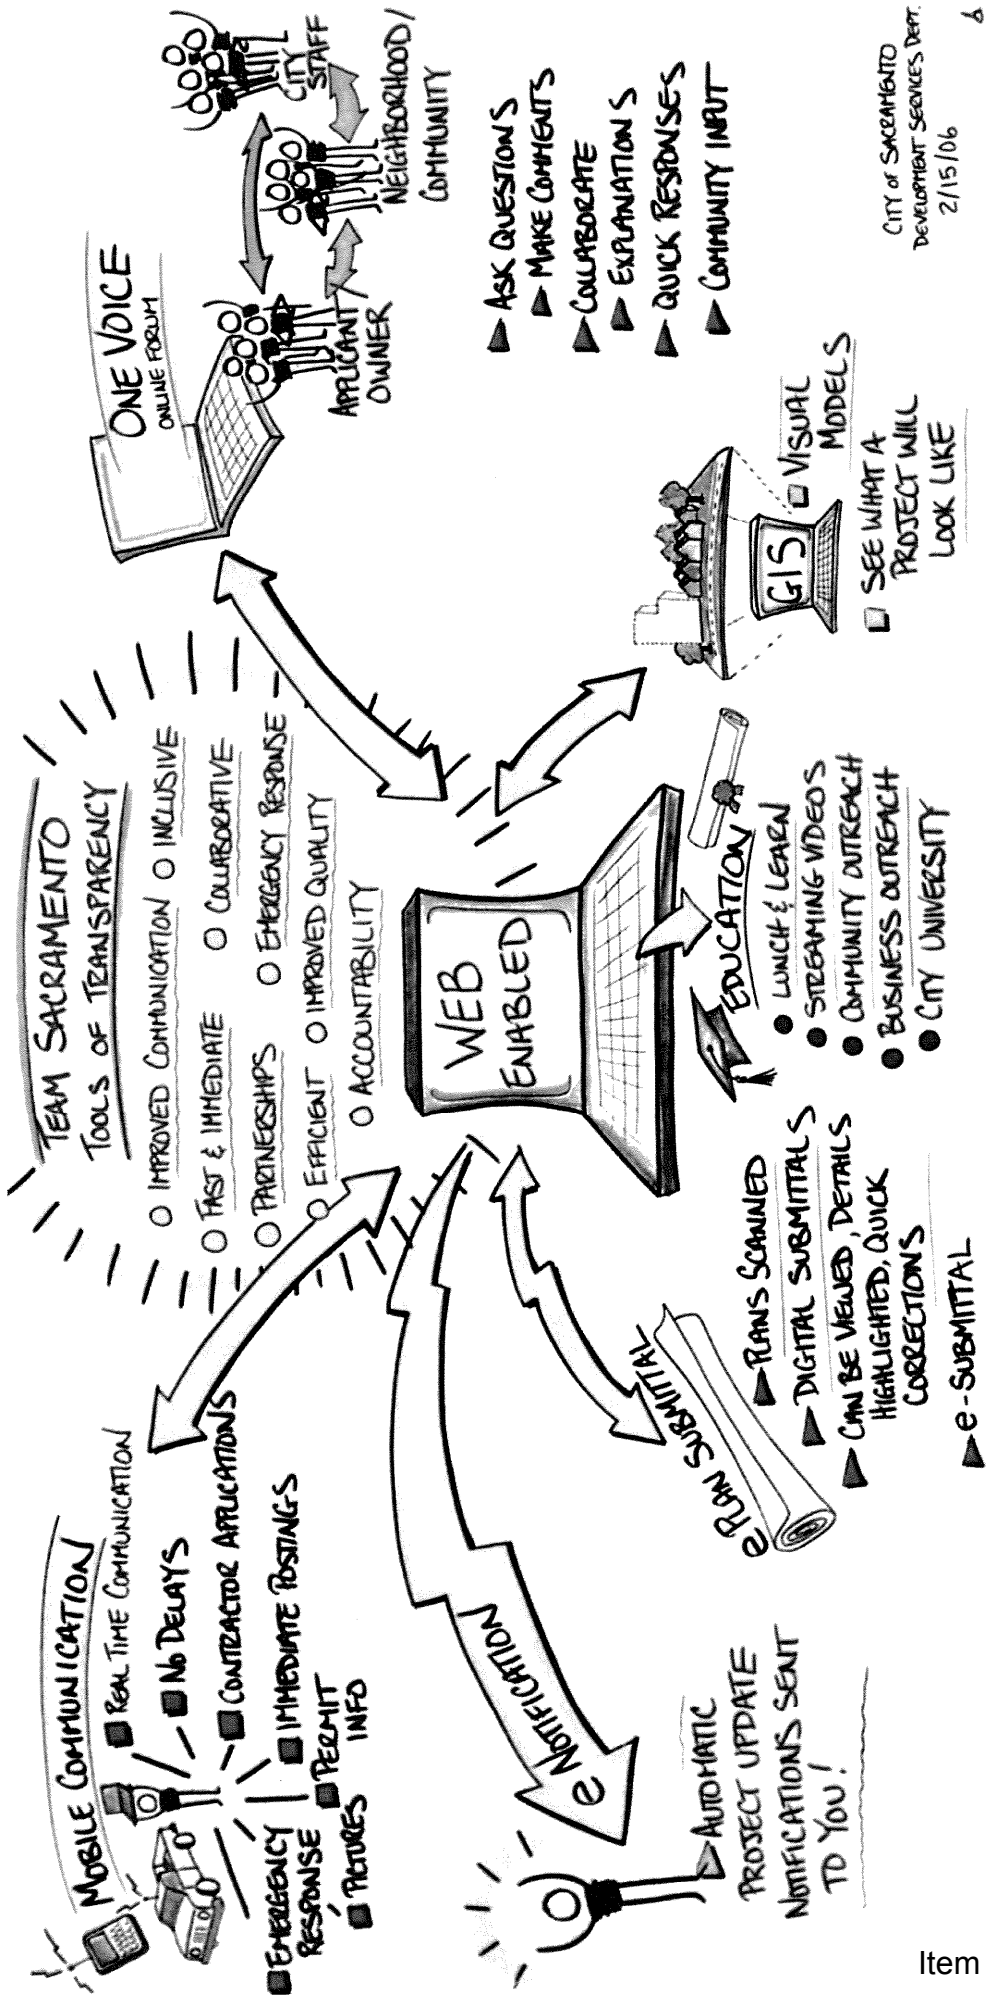 TEAM SACRAMENTO
TOOLS OF TRANSPARENCY
IMPROVED COMMUNICATION
INCLUSIVE
FAST & IMMEDIATE
COLLABORATIVE
PARTNERSHIPS
EMERGENCY RESPONSE
EFFICIENT
IMPROVED QUALITY
ACCOUNTABILITY
MOBILE COMMUNICATION
REAL TIME COMMUNICATION
NO DELAYS
CONTRACTOR APPLICATIONS
IMMEDIATE POSTINGS
PERMIT
INFO
EMERGENCY
RESPONSE
PICTURES
ONE VOICE
ONLINE FORUM
CITY
STAFF
NEIGHBORHOOD/
COMMUNITY
APPLICANT/
OWNER
ASK QUESTIONS
MAKE COMMENTS
COLLABORATE
EXPLANATIONS
QUICK RESPONSES
COMMUNITY INPUT
WEB
ENABLED
e NOTIFICATION
AUTOMATIC
PROJECT UPDATE
NOTIFICATIONS SENT
TO YOU!
e PLAN SUBMITTAL
PLANS SCANNED
DIGITAL SUBMITTALS
CAN BE VIEWED, DETAILS
HIGHLIGHTED, QUICK
CORRECTIONS
e-SUBMITTAL
EDUCATION
LUNCH & LEARN
STREAMING VIDEOS
COMMUNITY OUTREACH
BUSINESS OUTREACH
CITY UNIVERSITY
GIS
VISUAL
MODELS
SEE WHAT A
PROJECT WILL
LOOK LIKE
CITY OF SACRAMENTO
DEVELOPMENT SERVICES DEPT.
2/15/06
Item